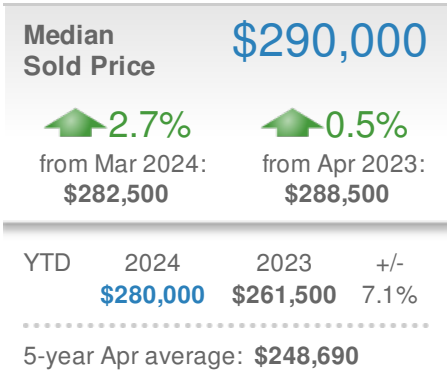 Median
Sold Price
$290,000
2.7%
0.5%
from Mar 2024:
from Apr 2023:
$282,500
$288,500
YTD 2024 2023 +/-
$280,000 $261,500 7.1%
5-year Apr average: $248,690